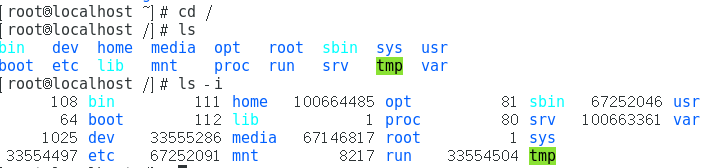 [root@localhost ~]# cd /
[root@localhost /]# ls
bin dev home media opt root sbin sys usr
boot etc lib mnt proc run srv tmp var
[root@localhost /]# ls -i
108 bin 111 home 100664485 opt 81 sbin 67252046 usr
64 boot 112 lib 1 proc 80 srv 100663361 var
1025 dev 33555286 media 67146817 root 1 sys
33554497 etc 67252091 mnt 8217 run 33554504 tmp